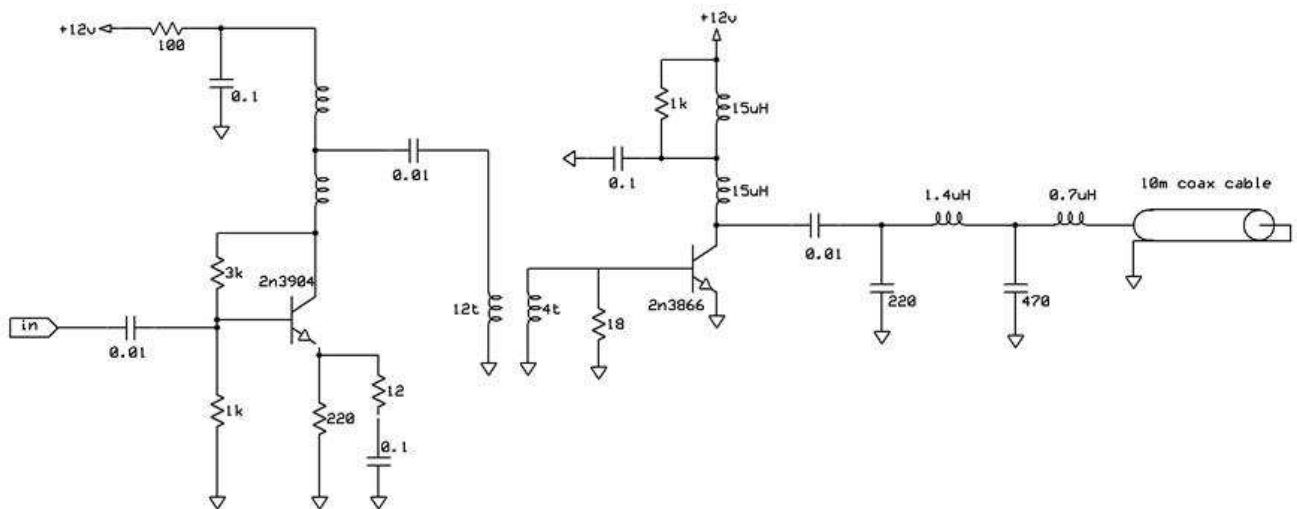 +12v
100
0.1
0.01
3k
2n3904
in
0.01
1k
220
12
0.1
12t
4t
18
+12v
1k
15uH
0.1
15uH
2n3866
0.01
220
1.4uH
470
0.7uH
10m coax cable